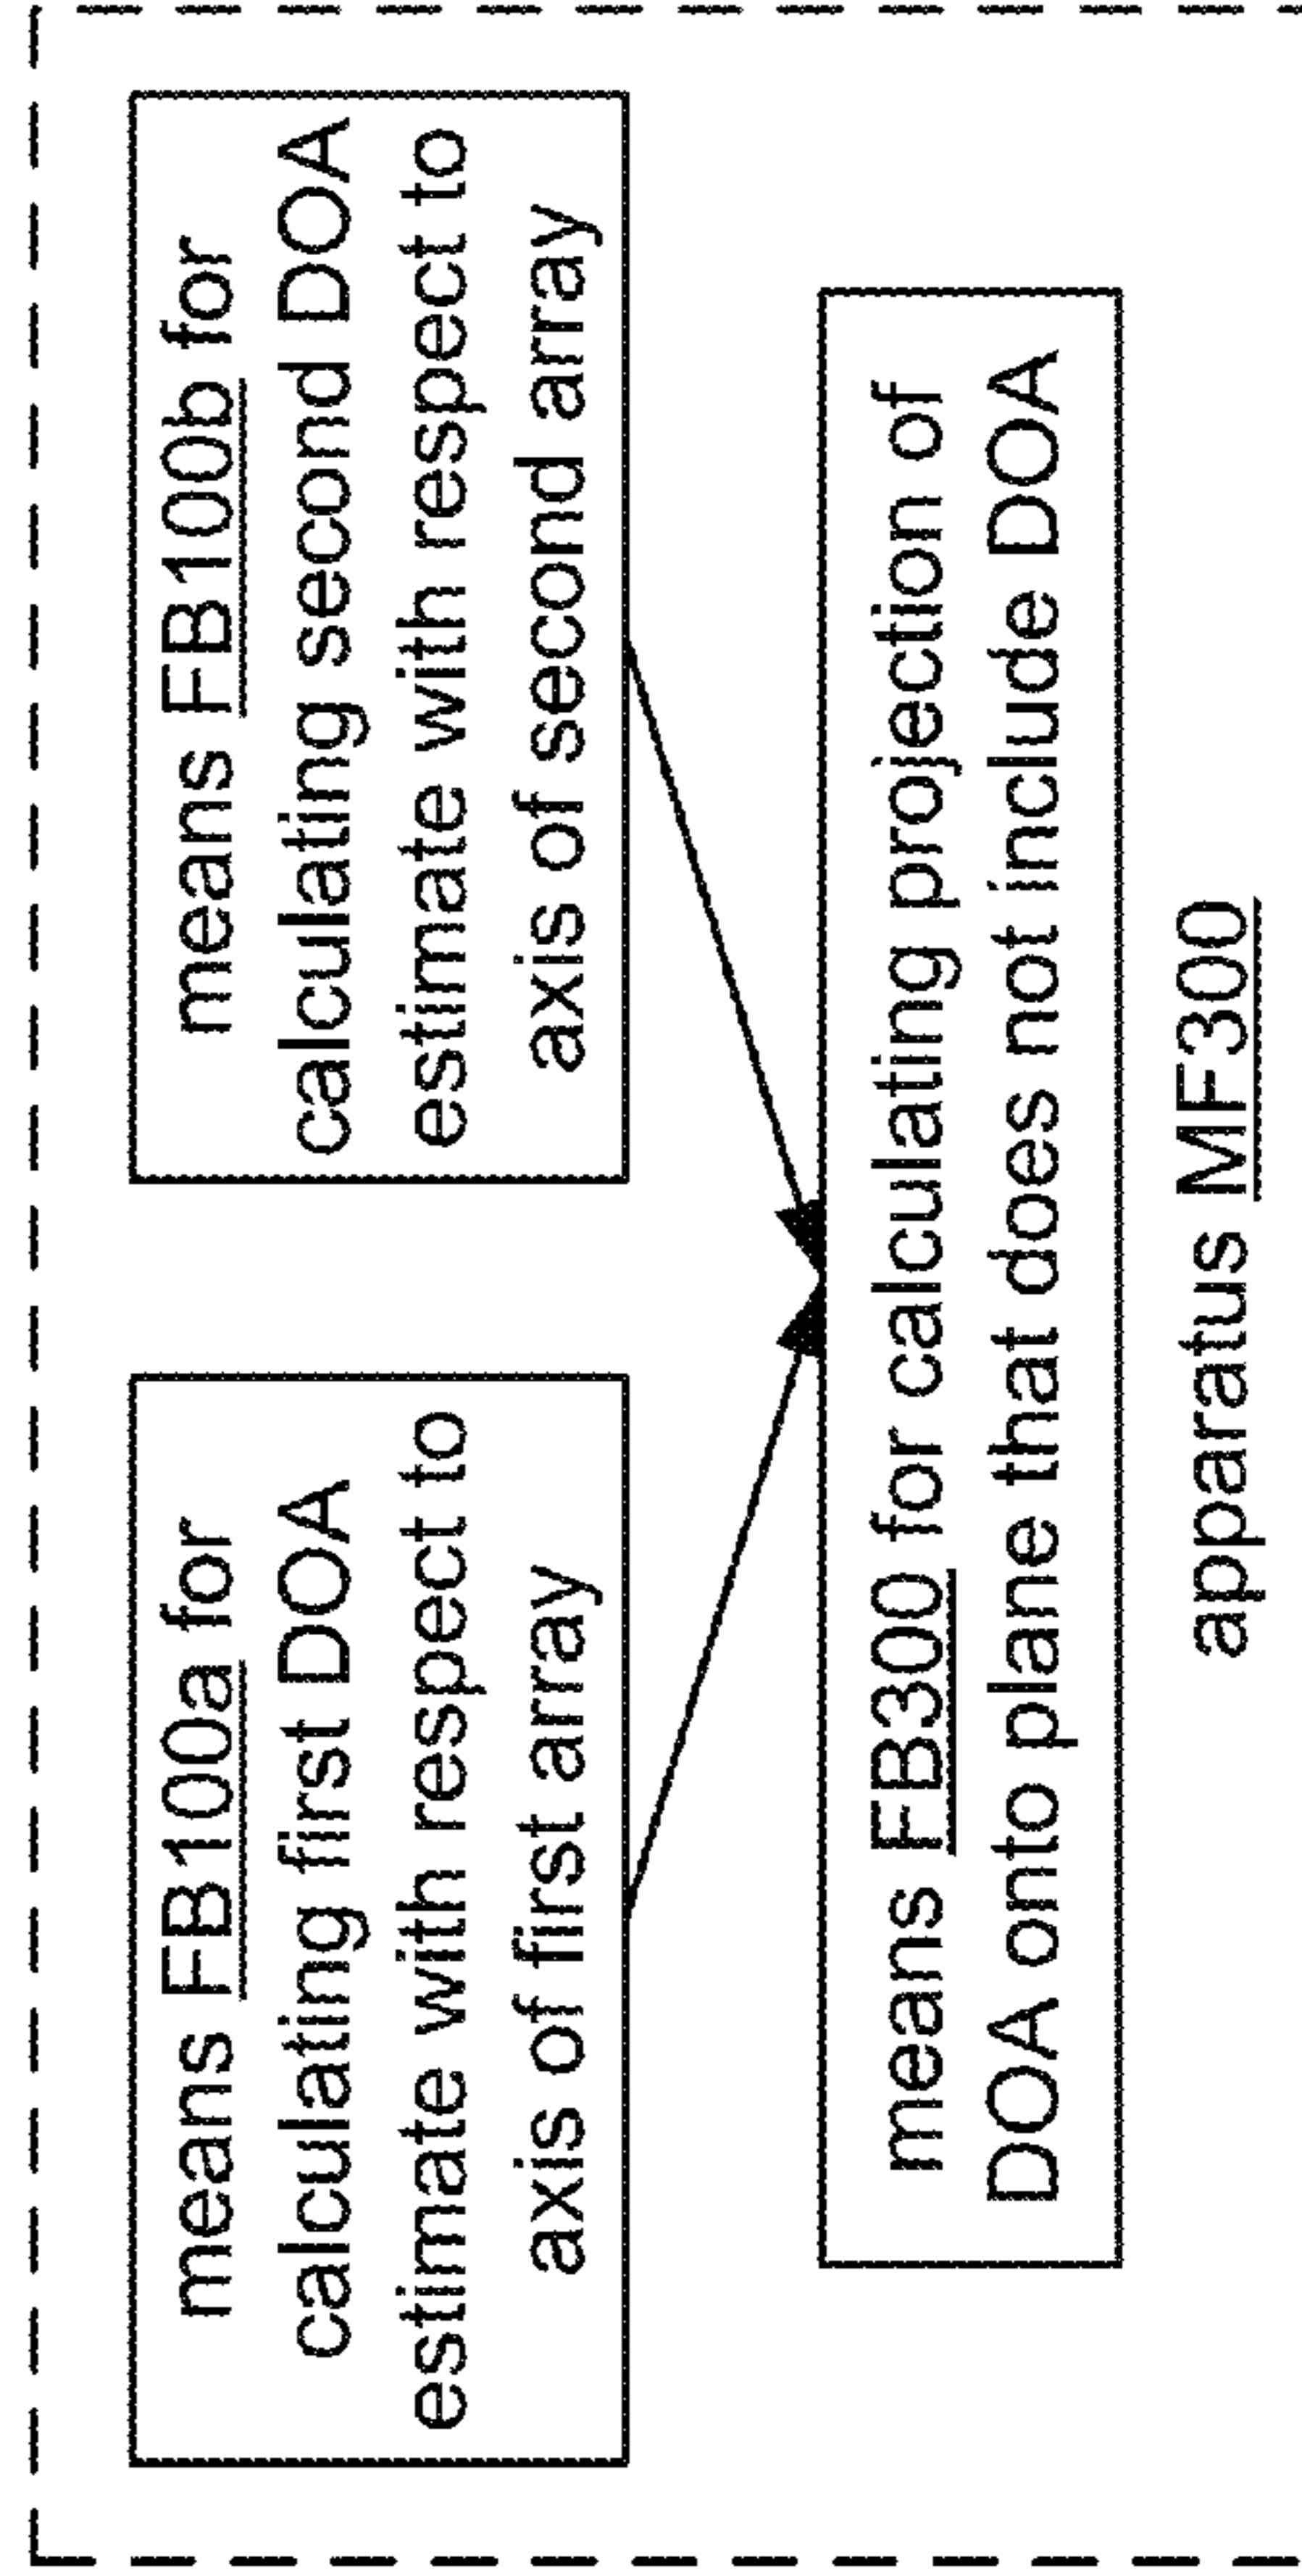 means FB100a for
calculating first DOA
estimate with respect to
axis of first array
means FB100b for
calculating second DOA
estimate with respect to
axis of second array
means FB300 for calculating projection of
DOA onto plane that does not include DOA
apparatus MF300